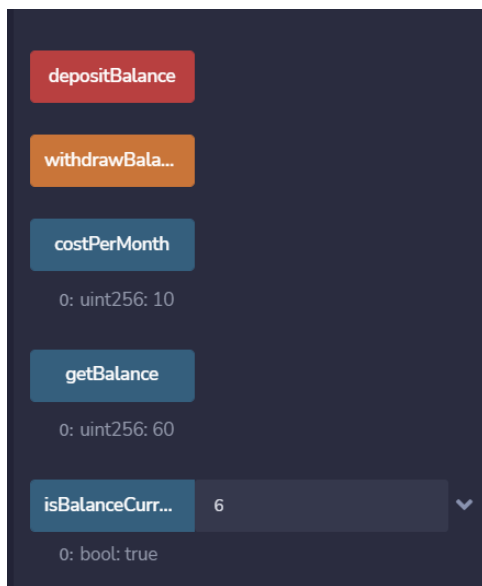 depositBalance
withdrawBala...
costPerMonth
0: uint256: 10
getBalance
0: uint256: 60
isBalanceCurr... 6
0: bool: true